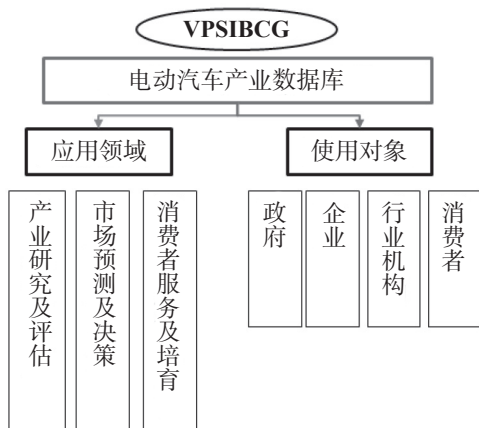 VPSIBCG
电动汽车产业数据库
应用领域
使用对象
产业研究及评估
市场预测及决策
消费者服务及培育
政府
企业
行业机构
消费者